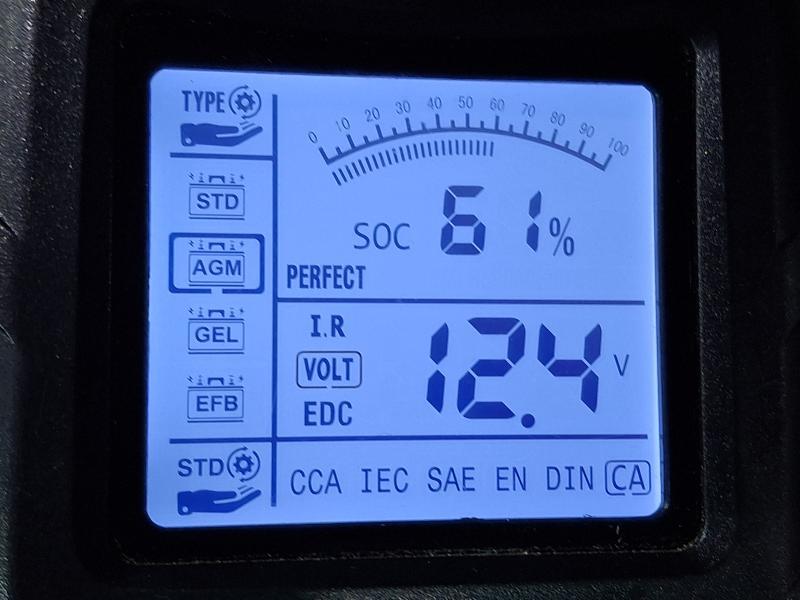 TYPE
0 10 20 30 40 50 60 70 80 90 100
STD
SOC 61%
AGM
PERFECT
GEL
I.R
VOLT 12.4 V
EFB
EDC
STD
CCA IEC SAE EN DIN CA